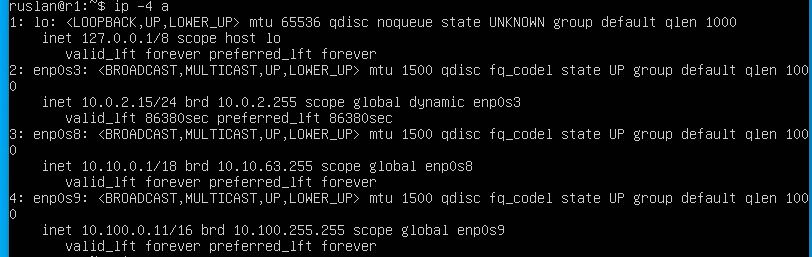 ruslan@r1:~$ ip -4 a
1: lo: <LOOPBACK,UP,LOWER_UP> mtu 65536 qdisc noqueue state UNKNOWN group default qlen 1000
    inet 127.0.0.1/8 scope host lo
       valid_lft forever preferred_lft forever
2: enp0s3: <BROADCAST,MULTICAST,UP,LOWER_UP> mtu 1500 qdisc fq_codel state UP group default qlen 100
0
    inet 10.0.2.15/24 brd 10.0.2.255 scope global dynamic enp0s3
       valid_lft 86380sec preferred_lft 86380sec
3: enp0s8: <BROADCAST,MULTICAST,UP,LOWER_UP> mtu 1500 qdisc fq_codel state UP group default qlen 100
0
    inet 10.10.0.1/18 brd 10.10.63.255 scope global enp0s8
       valid_lft forever preferred_lft forever
4: enp0s9: <BROADCAST,MULTICAST,UP,LOWER_UP> mtu 1500 qdisc fq_codel state UP group default qlen 100
0
    inet 10.100.0.11/16 brd 10.100.255.255 scope global enp0s9
       valid_lft forever preferred_lft forever